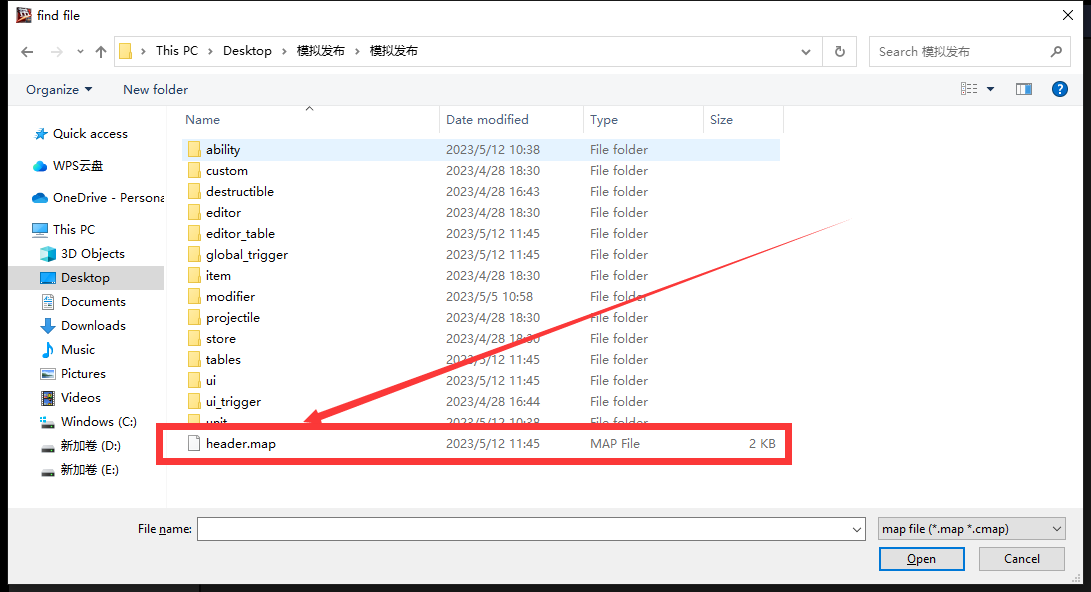 find file
This PC Desktop 模拟发布 模拟发布
Search 模拟发布
Organize New folder
Name Date modified Type Size
Quick access
WPS云盘
OneDrive - Persona
This PC
3D Objects
Desktop
Documents
Downloads
Music
Pictures
Videos
Windows (C:)
新加卷 (D:)
新加卷 (E:)
ability 2023/5/12 10:38 File folder
custom 2023/4/28 18:30 File folder
destructible 2023/4/28 16:43 File folder
editor 2023/4/28 18:30 File folder
editor_table 2023/5/12 11:45 File folder
global_trigger 2023/5/12 11:45 File folder
item 2023/4/28 18:30 File folder
modifier 2023/5/5 10:58 File folder
projectile 2023/4/28 18:30 File folder
store 2023/4/28 18:30 File folder
tables 2023/5/12 11:45 File folder
ui 2023/5/12 11:45 File folder
ui_trigger 2023/4/28 16:44 File folder
unit 2023/5/12 10:38 File folder
header.map 2023/5/12 11:45 MAP File 2 KB
File name: map file (*.map *.cmap)
Open Cancel